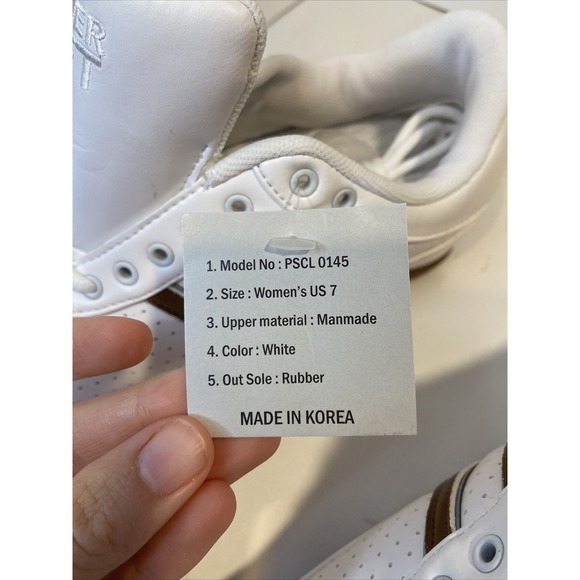 ER
1. Model No : PSCL 0145
2. Size : Women's US 7
3. Upper material : Manmade
4. Color : White
5. Out Sole : Rubber
MADE IN KOREA